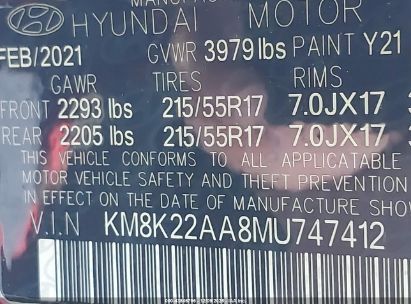 HYUNDAI MOTOR
FEB/2021 GVWR 3979 lbs PAINT Y21
GAWR TIRES RIMS
FRONT 2293 lbs 215/55R17 7.0JX17
REAR 2205 lbs 215/55R17 7.0JX17
THIS VEHICLE CONFORMS TO ALL APPLICABLE
MOTOR VEHICLE SAFETY AND THEFT PREVENTION
IN EFFECT ON THE DATE OF MANUFACTURE SHOW
V.I.N KM8K22AA8MU747412